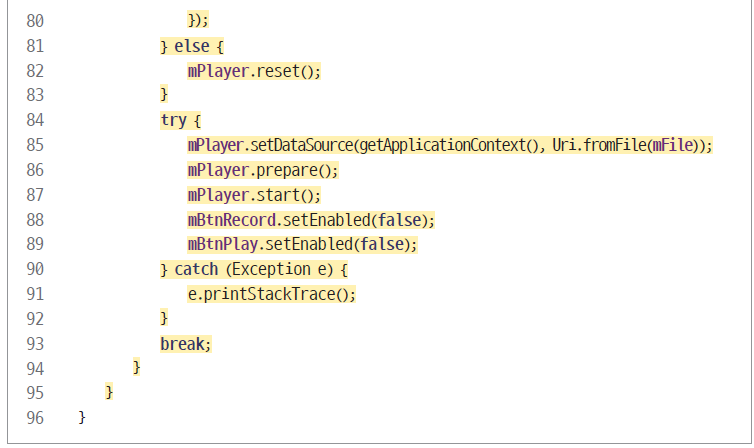 80 });
81 } else {
82 mPlayer.reset();
83 }
84 try {
85 mPlayer.setDataSource(getApplicationContext(), Uri.fromFile(mFile));
86 mPlayer.prepare();
87 mPlayer.start();
88 mBtnRecord.setEnabled(false);
89 mBtnPlay.setEnabled(false);
90 } catch (Exception e) {
91 e.printStackTrace();
92 }
93 break;
94 }
95 }
96 }